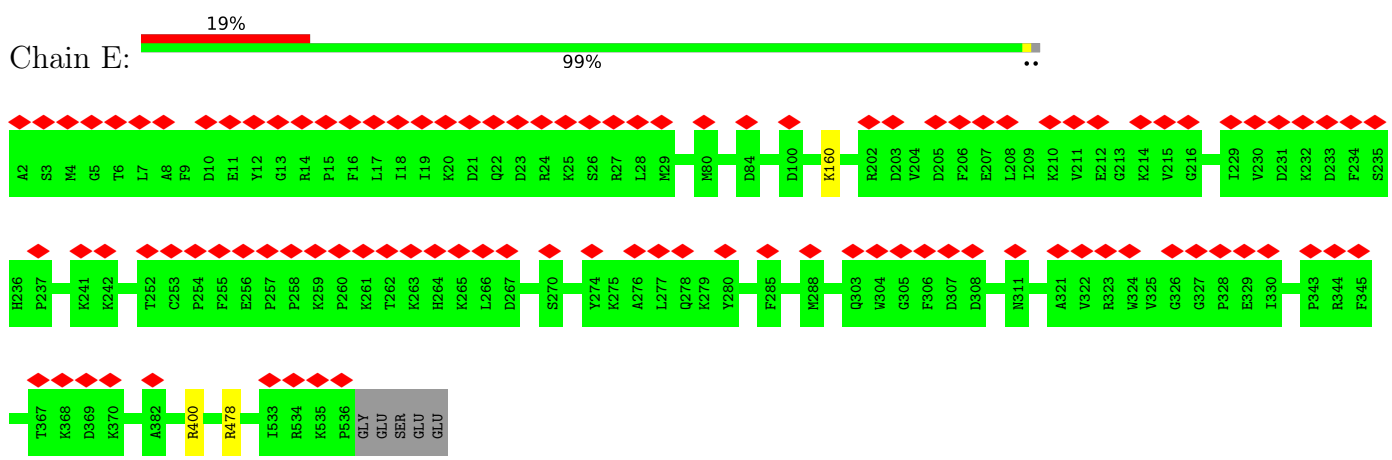 19%
Chain E:
99%
••
A2 S3 M4 G5 T6 L7 A8 F9 D10 E11 Y12 G13 R14 P15 F16 L17 I18 I19 K20 D21 Q22 D23 R24 K25 S26 R27 L28 M29 M80 D84 D100 K160 R202 D203 V204 D205 F206 E207 L208 I209 K210 V211 E212 G213 K214 V215 G216 I229 V230 D231 K232 D233 F234 S235
H236 P237 K241 K242 T252 C253 P254 F255 E256 P257 P258 K259 P260 K261 T262 K263 H264 K265 L266 D267 S270 Y274 K275 A276 L277 Q278 K279 Y280 F285 M288 Q303 W304 G305 F306 D307 D308 N311 A321 V322 R323 W324 V325 G326 G327 P328 E329 I330 P343 R344 F345
T367 K368 D369 K370 A382 R400 R478 I533 R534 K535 P536 GLY GLU SER GLU GLU